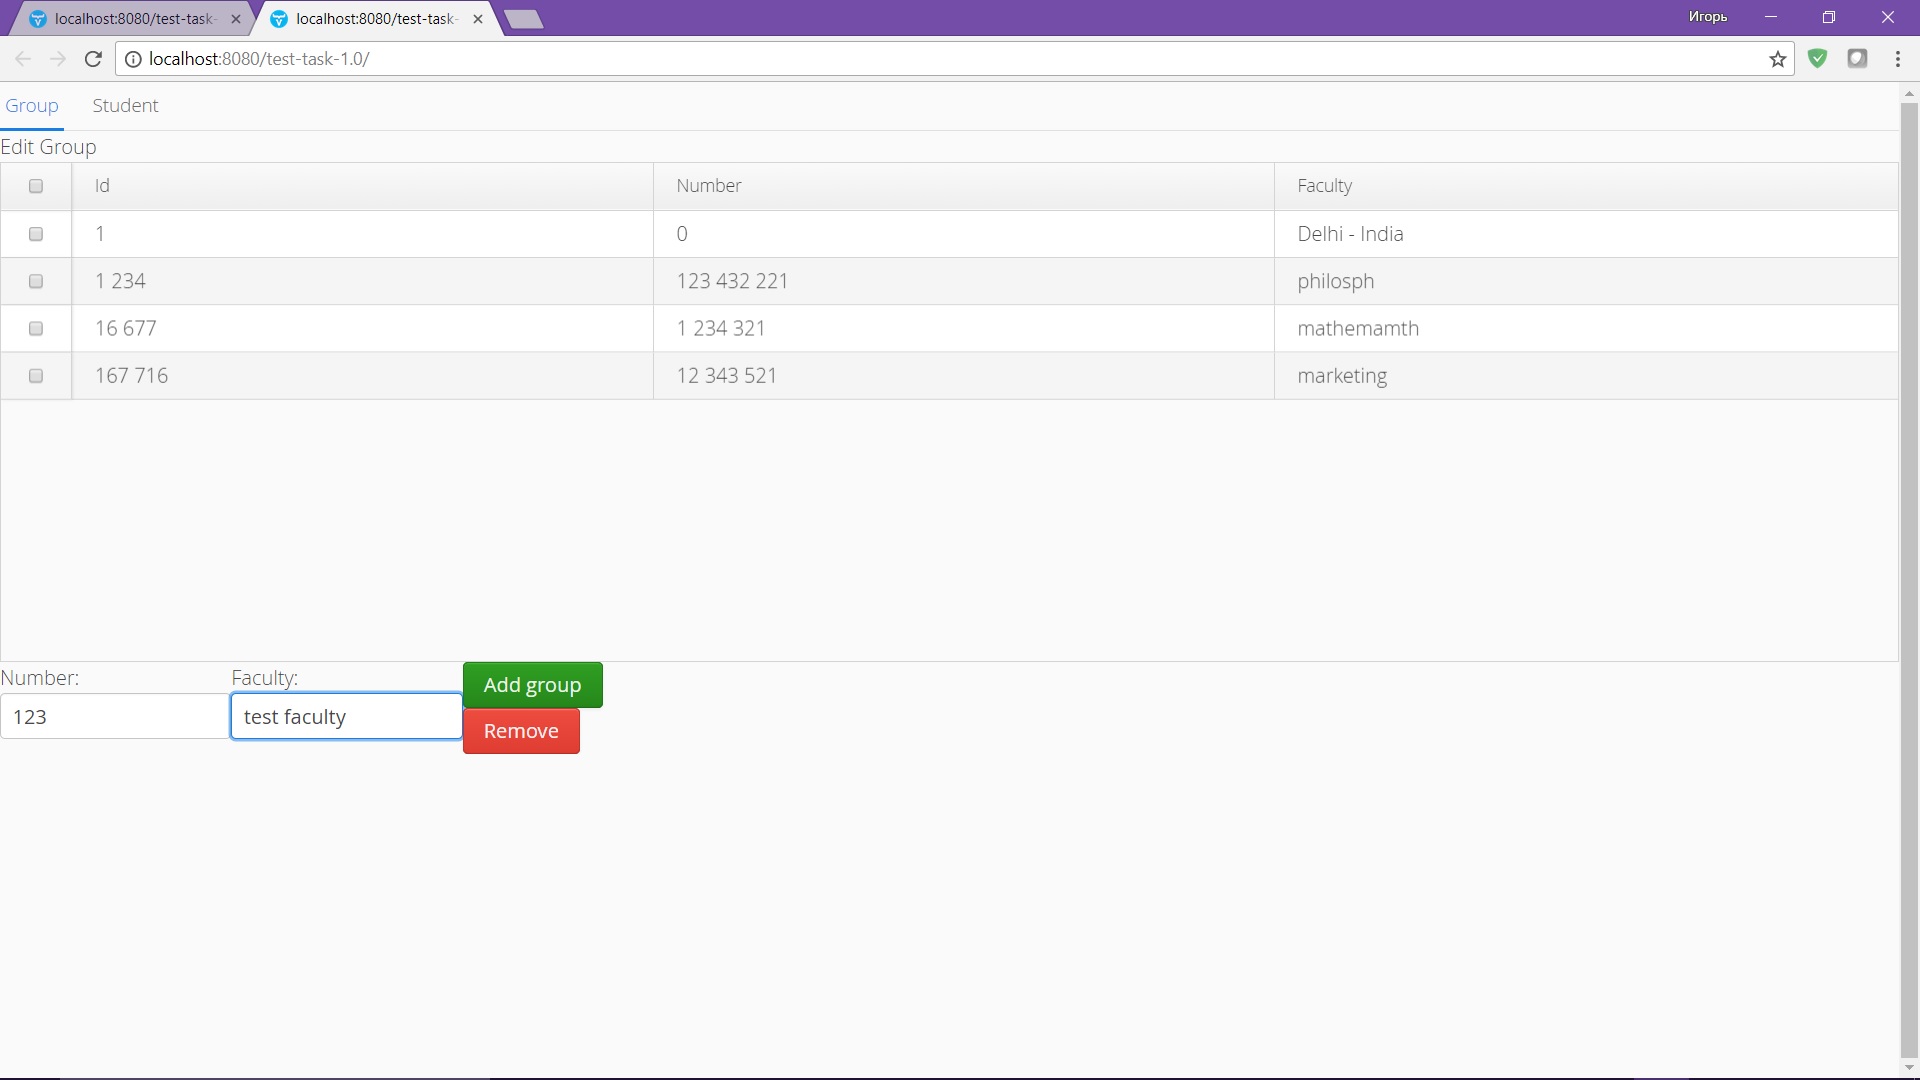 localhost:8080/test-task- localhost:8080/test-task- Игорь
localhost:8080/test-task-1.0/
Group Student
Edit Group
Id Number Faculty
1 0 Delhi - India
1 234 123 432 221 philosph
16 677 1 234 321 mathemamth
167 716 12 343 521 marketing
Number: Faculty: Add group
123 test faculty
Remove